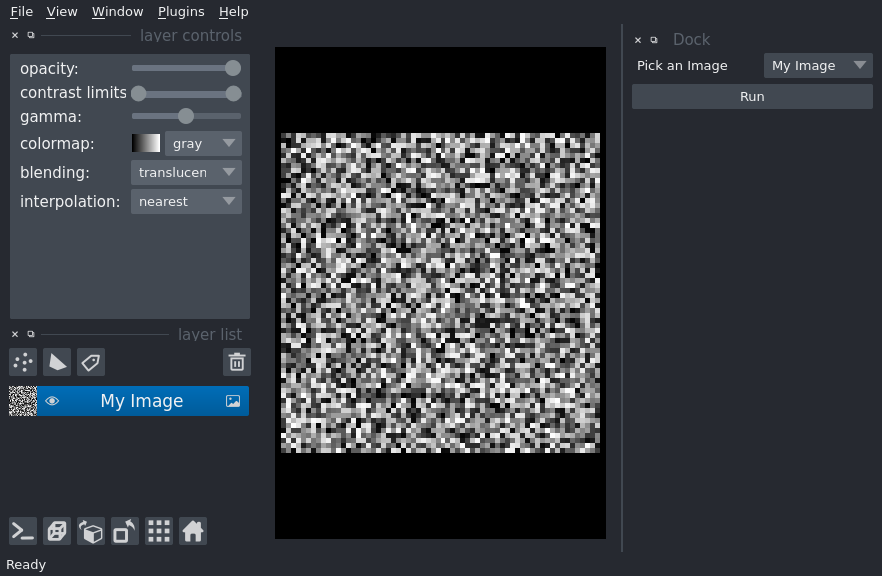 File View Window Plugins Help
layer controls
opacity:
contrast limits
gamma:
colormap: gray
blending: translucen
interpolation: nearest
layer list
My Image
Ready
Dock
Pick an Image My Image
Run